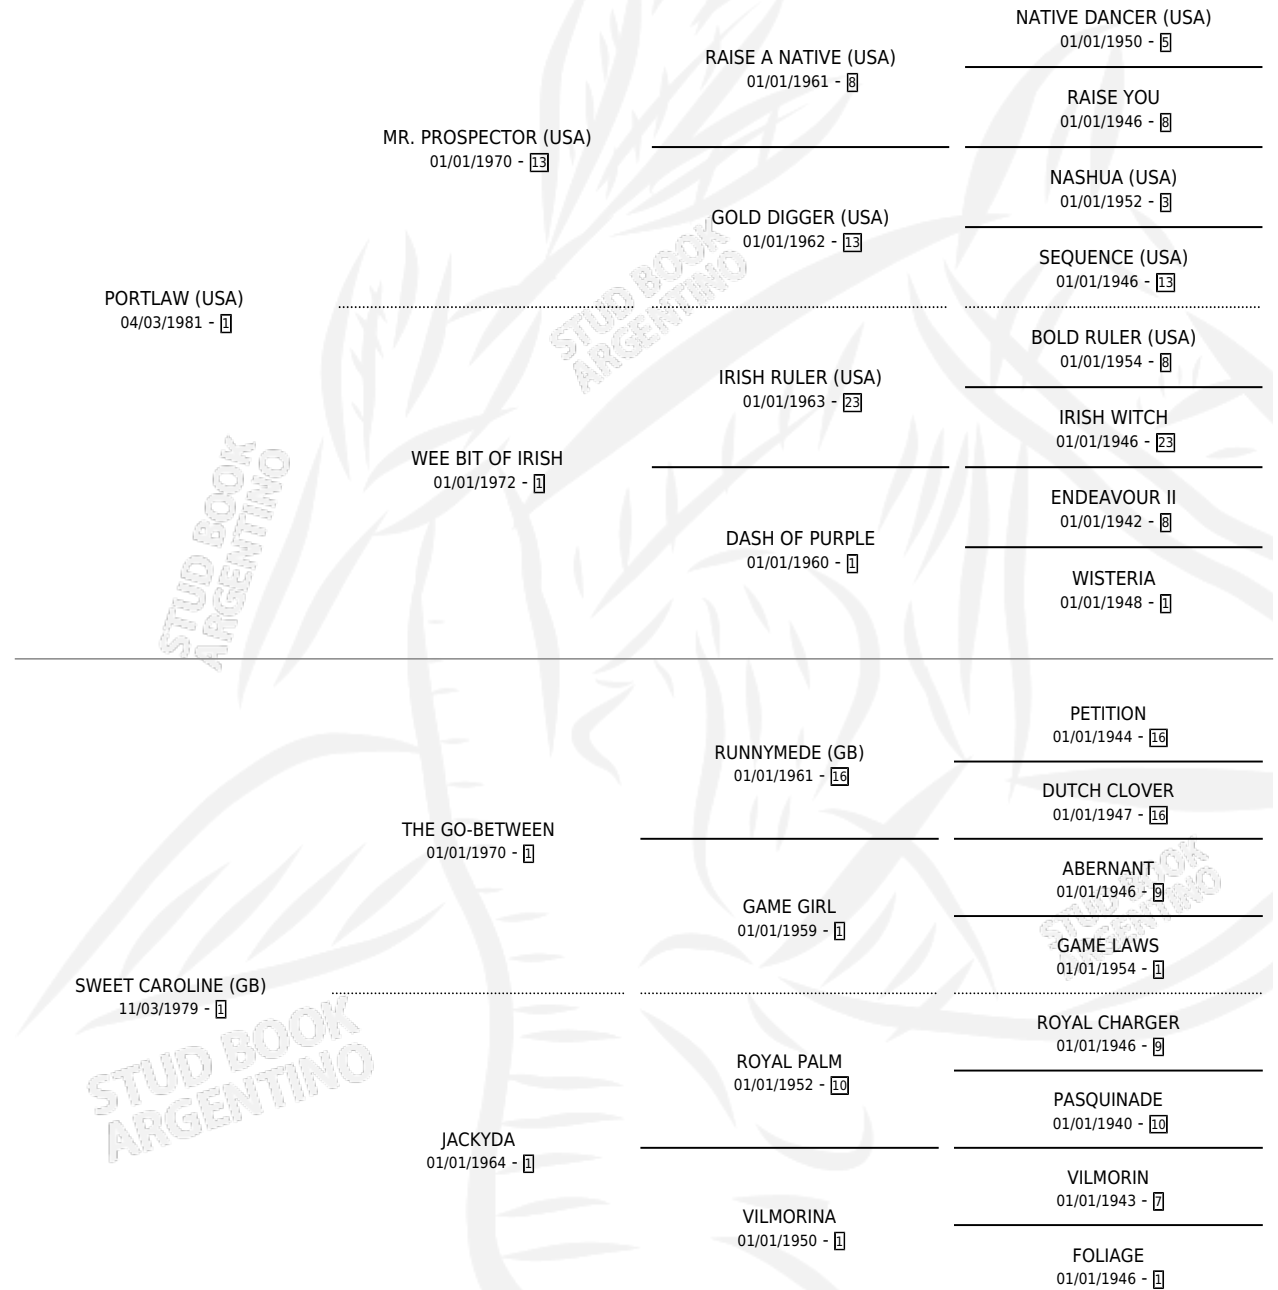 NATIVE DANCER (USA)
01/01/1950 - 5
RAISE A NATIVE (USA)
01/01/1961 - 8
RAISE YOU
01/01/1946 - 8
MR. PROSPECTOR (USA)
01/01/1970 - 13
NASHUA (USA)
01/01/1952 - 3
GOLD DIGGER (USA)
01/01/1962 - 13
SEQUENCE (USA)
01/01/1946 - 13
PORTLAW (USA)
04/03/1981 - 1
BOLD RULER (USA)
01/01/1954 - 8
IRISH RULER (USA)
01/01/1963 - 23
IRISH WITCH
01/01/1946 - 23
WEE BIT OF IRISH
01/01/1972 - 1
ENDEAVOUR II
01/01/1942 - 8
DASH OF PURPLE
01/01/1960 - 1
WISTERIA
01/01/1948 - 1
STUD BOOK
ARGENTINO
STUD BOOK
ARGENTINO
PETITION
01/01/1944 - 16
RUNNYMEDE (GB)
01/01/1961 - 16
DUTCH CLOVER
01/01/1947 - 16
THE GO-BETWEEN
01/01/1970 - 1
ABERNANT
01/01/1946 - 9
GAME GIRL
01/01/1959 - 1
GAME LAWS
01/01/1954 - 1
STUD BOOK
ARGENTINO
SWEET CAROLINE (GB)
11/03/1979 - 1
ROYAL CHARGER
01/01/1946 - 9
ROYAL PALM
01/01/1952 - 10
PASQUINADE
01/01/1940 - 10
JACKYDA
01/01/1964 - 1
VILMORIN
01/01/1943 - 7
VILMORINA
01/01/1950 - 1
FOLIAGE
01/01/1946 - 1
STUD BOOK
ARGENTINO